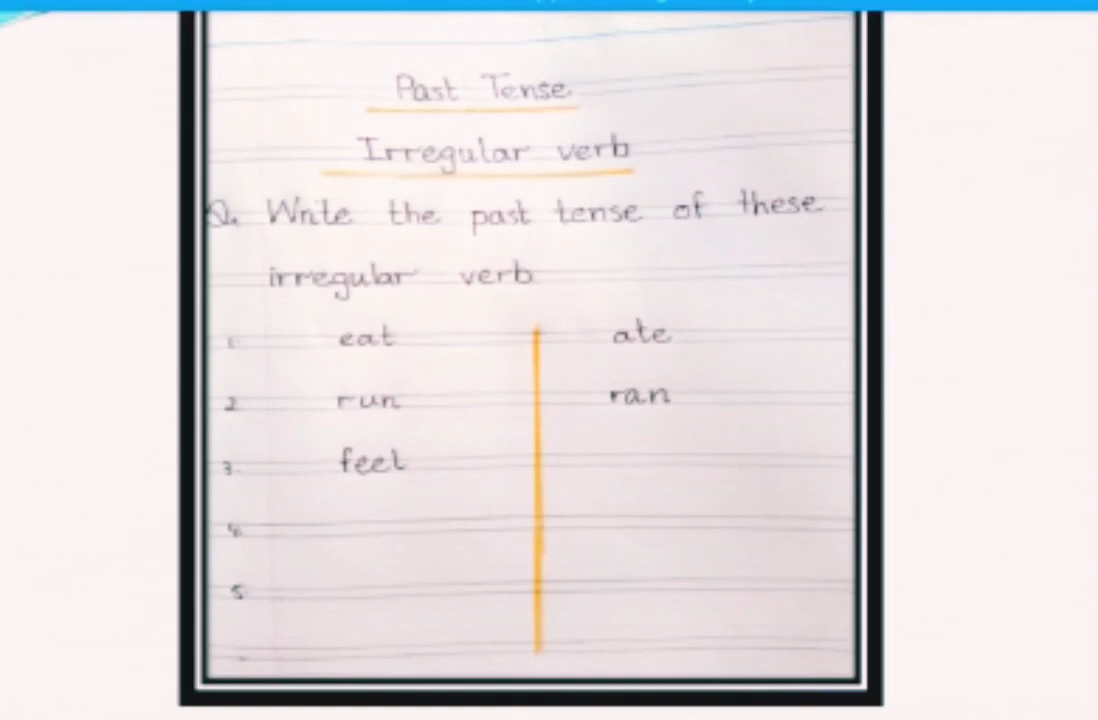 Past Tense
Irregular verb
Q. Write the past tense of these
irregular verb
1. eat ate
2. run ran
3. feel
4.
5.